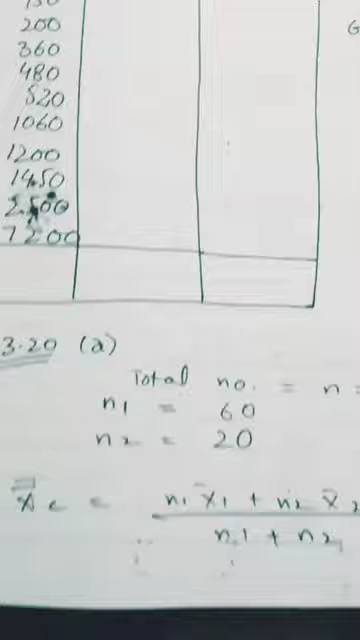 200
G
360
480
520
1060
1200
1450
2500
7200
3.20 (a)
Total no. = n =
n1 = 60
n2 = 20
x̄c = n1 x̄1 + n2 x̄2
n1 + n2